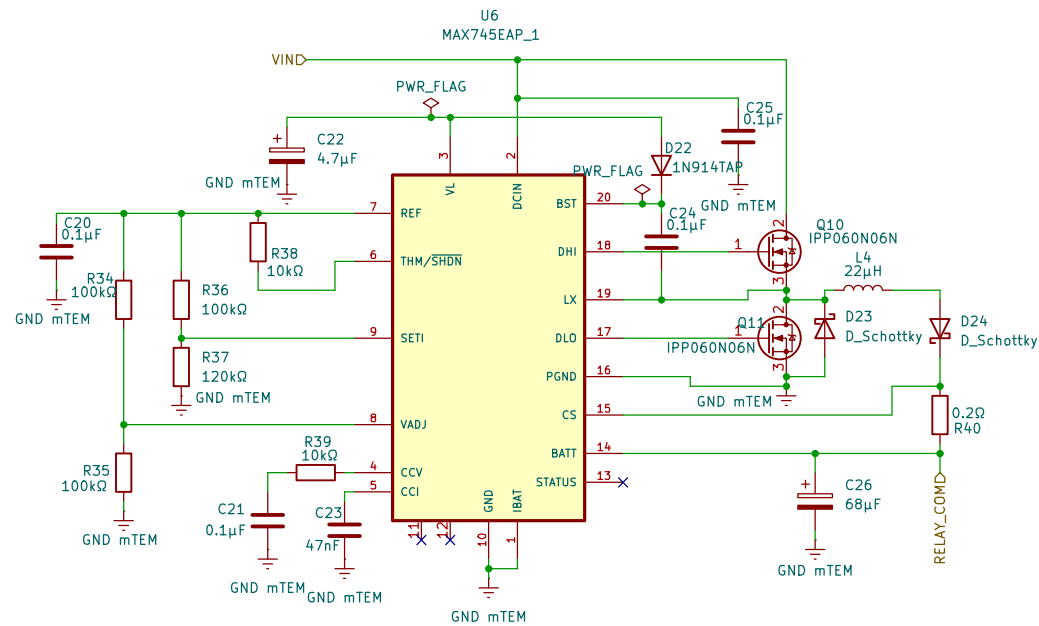 U6
MAX745EAP_1
VIN
PWR_FLAG
C25
0.1µF
C22
4.7µF
3
2
D22
1N914TAP
GND mTEM
VL
DCIN
PWR_FLAG
GND mTEM
C20
0.1µF
7
REF
BST
20
C24
0.1µF
2
Q10
IPP060N06N
R38
10kΩ
6
THM/SHDN
DHI
18
1
L4
22µH
R34
100kΩ
R36
100kΩ
LX
19
3
GND mTEM
2
Q11
IPP060N06N
1
D23
D_Schottky
D24
D_Schottky
9
SETI
DLO
17
R37
120kΩ
PGND
16
3
GND mTEM
GND mTEM
8
VADJ
CS
15
0.2Ω
R40
R39
10kΩ
BATT
14
R35
100kΩ
4
CCV
STATUS
13
5
CCI
C26
68µF
C21
0.1µF
C23
47nF
GND
IBAT
11
12
10
1
RELAY_COM
GND mTEM
GND mTEM
GND mTEM
GND mTEM
GND mTEM